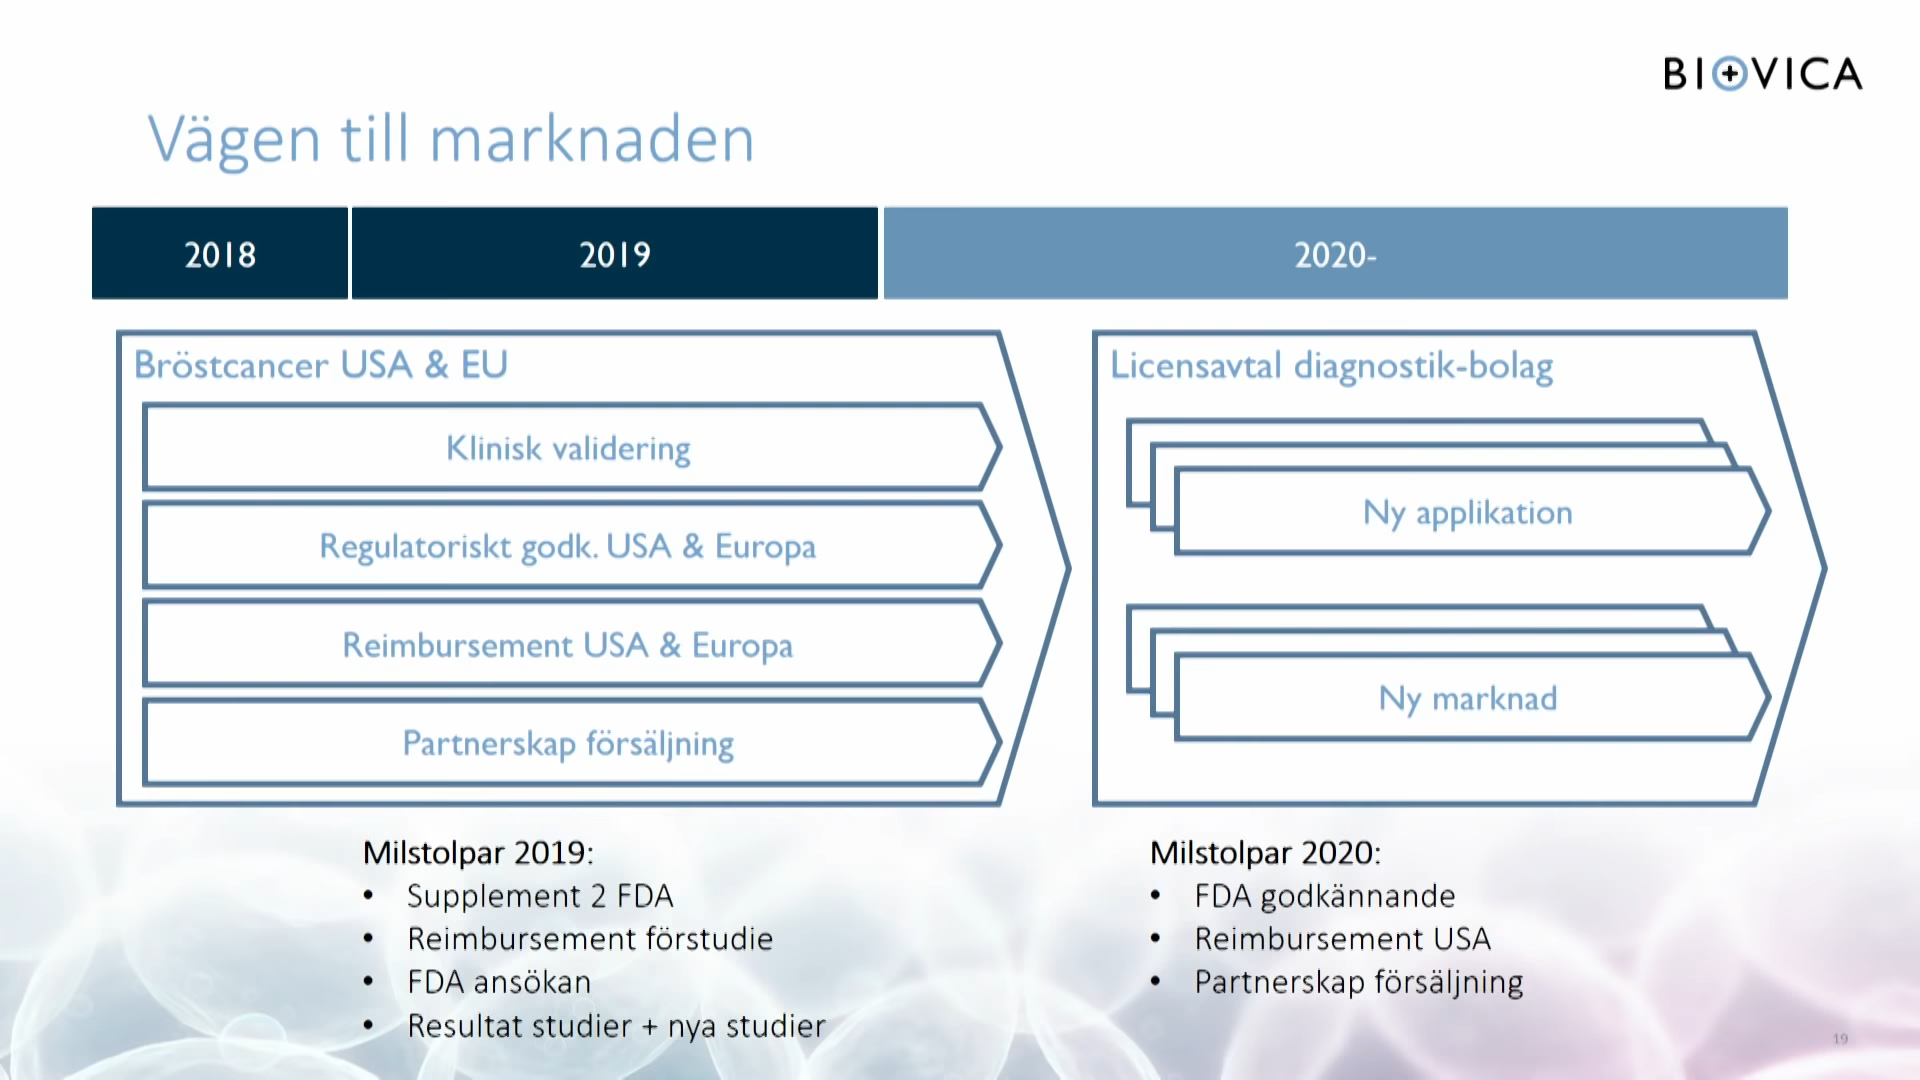 BIOVICA
Vägen till marknaden
2018
2019
2020-
Bröstcancer USA & EU
Klinisk validering
Regulatoriskt godk. USA & Europa
Reimbursement USA & Europa
Partnerskap försäljning
Licensavtal diagnostik-bolag
Ny applikation
Ny marknad
Milstolpar 2019:
• Supplement 2 FDA
• Reimbursement förstudie
• FDA ansökan
• Resultat studier + nya studier
Milstolpar 2020:
• FDA godkännande
• Reimbursement USA
• Partnerskap försäljning
19